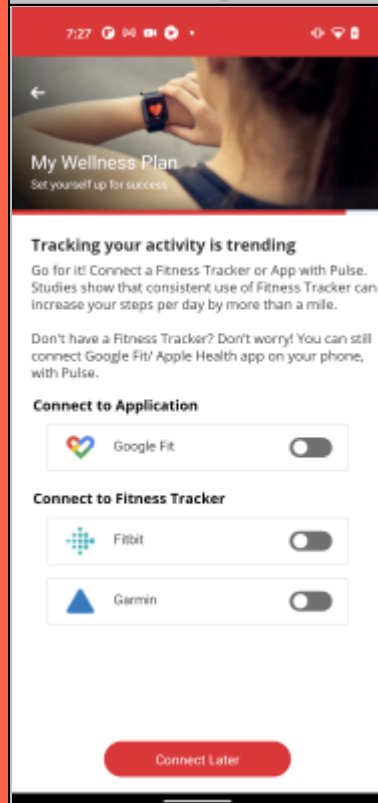 7:27
My Wellness Plan
Set yourself up for success
Tracking your activity is trending
Go for it! Connect a Fitness Tracker or App with Pulse.
Studies show that consistent use of Fitness Tracker can
increase your steps per day by more than a mile.
Don't have a Fitness Tracker? Don't worry! You can still
connect Google Fit/ Apple Health app on your phone,
with Pulse.
Connect to Application
Google Fit
Connect to Fitness Tracker
Fitbit
Garmin
Connect Later